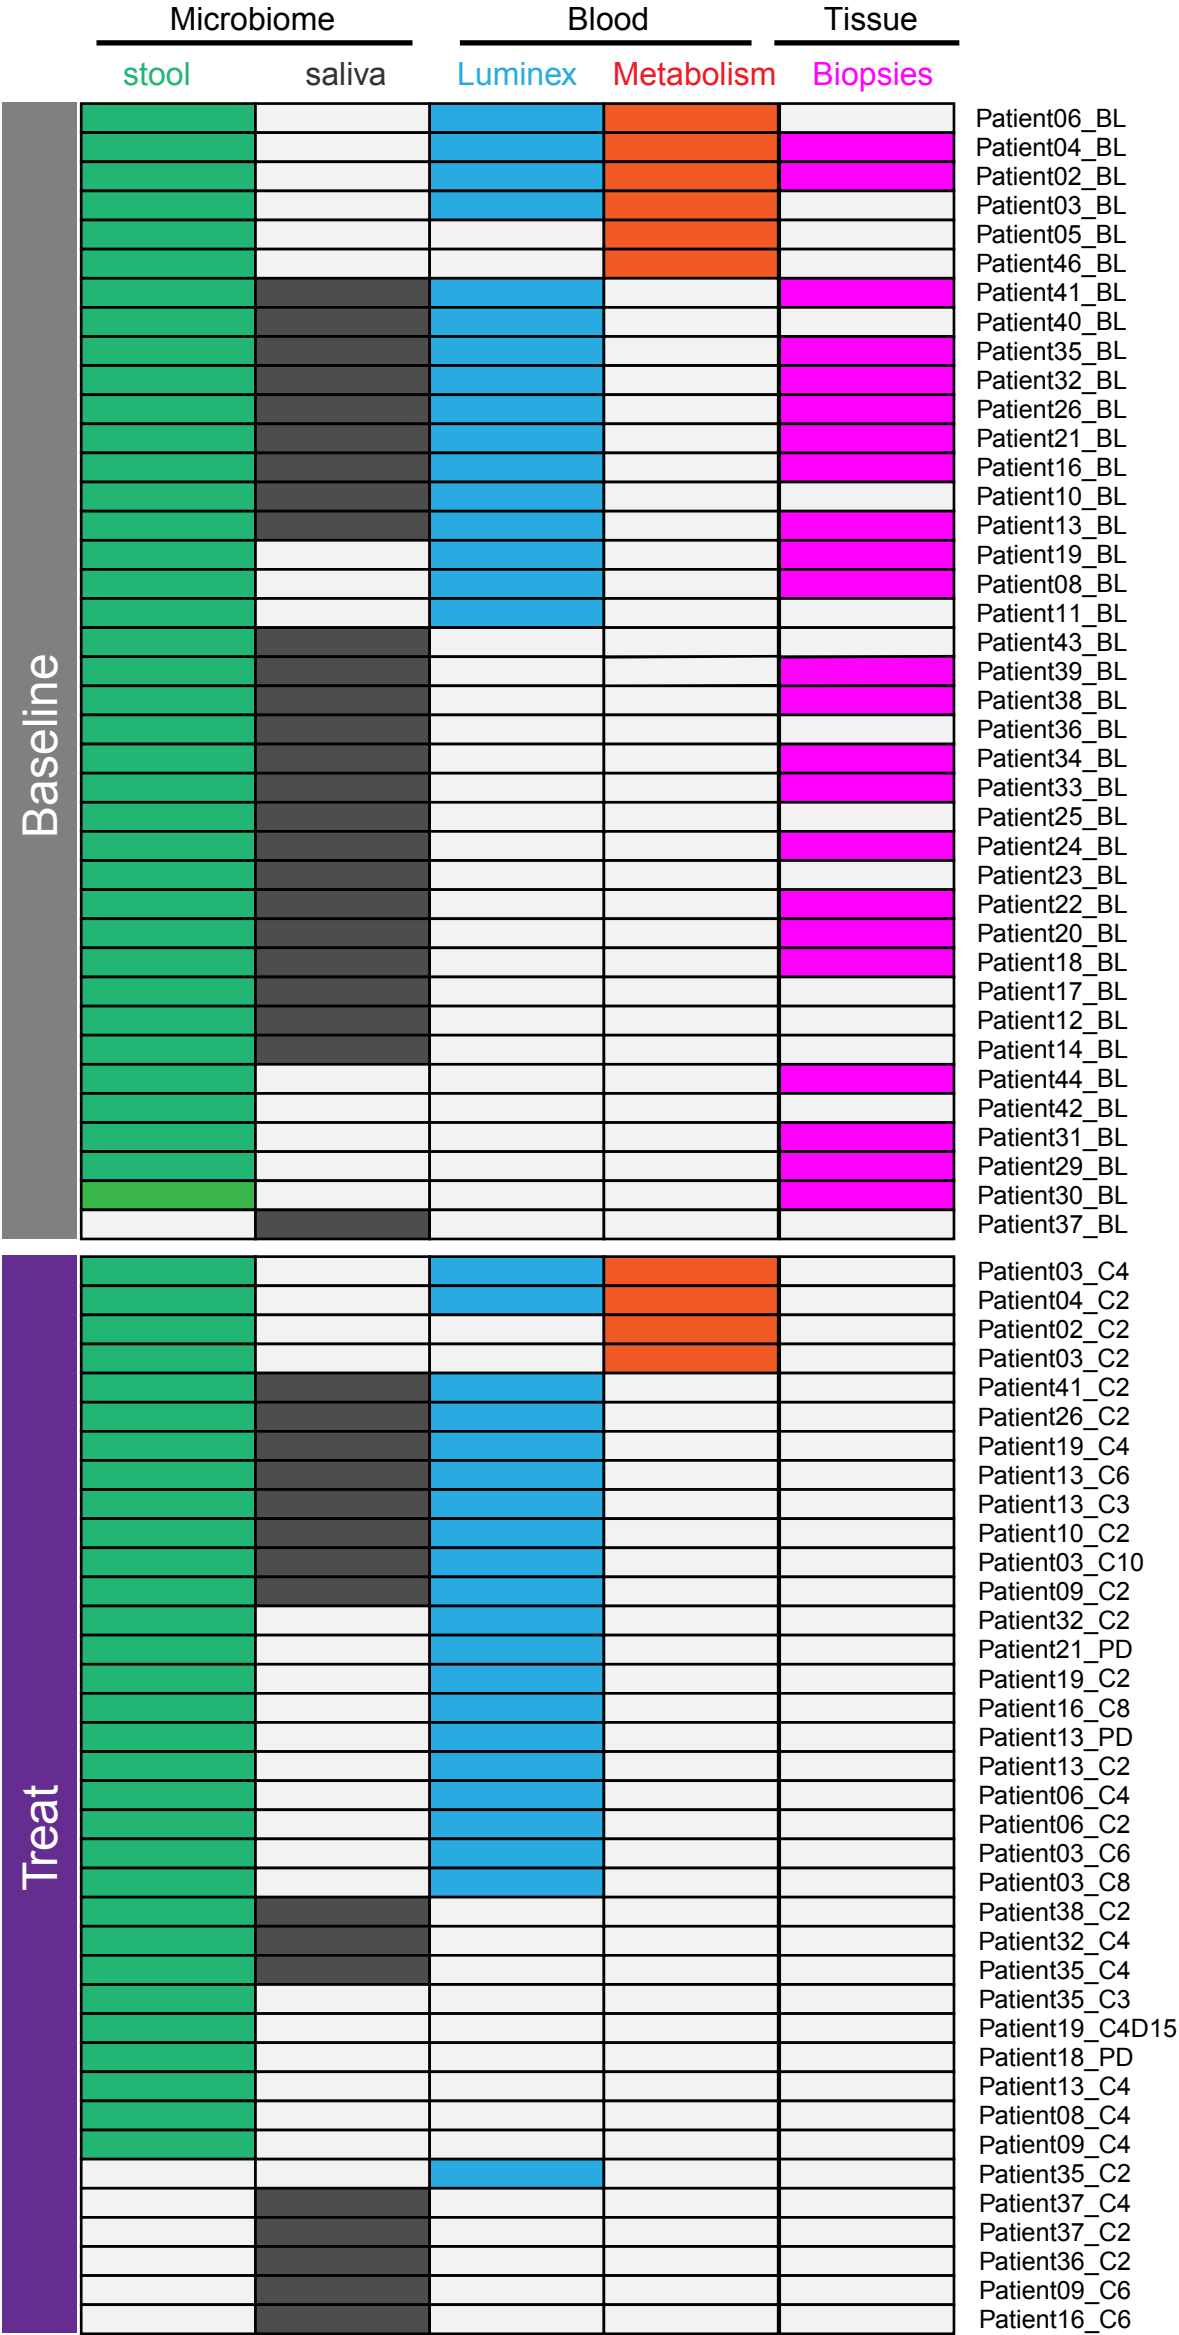 Microbiome Blood Tissue
stool saliva Luminex Metabolism Biopsies
Baseline
Patient06_BL
Patient04_BL
Patient02_BL
Patient03_BL
Patient05_BL
Patient46_BL
Patient41_BL
Patient40_BL
Patient35_BL
Patient32_BL
Patient26_BL
Patient21_BL
Patient16_BL
Patient10_BL
Patient13_BL
Patient19_BL
Patient08_BL
Patient11_BL
Patient43_BL
Patient39_BL
Patient38_BL
Patient36_BL
Patient34_BL
Patient33_BL
Patient25_BL
Patient24_BL
Patient23_BL
Patient22_BL
Patient20_BL
Patient18_BL
Patient17_BL
Patient12_BL
Patient14_BL
Patient44_BL
Patient42_BL
Patient31_BL
Patient29_BL
Patient30_BL
Patient37_BL
Treat
Patient03_C4
Patient04_C2
Patient02_C2
Patient03_C2
Patient41_C2
Patient26_C2
Patient19_C4
Patient13_C6
Patient13_C3
Patient10_C2
Patient03_C10
Patient09_C2
Patient32_C2
Patient21_PD
Patient19_C2
Patient16_C8
Patient13_PD
Patient13_C2
Patient06_C4
Patient06_C2
Patient03_C6
Patient03_C8
Patient38_C2
Patient32_C4
Patient35_C4
Patient35_C3
Patient19_C4D15
Patient18_PD
Patient13_C4
Patient08_C4
Patient09_C4
Patient35_C2
Patient37_C4
Patient37_C2
Patient36_C2
Patient09_C6
Patient16_C6